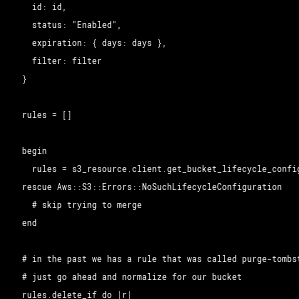 id: id,
status: "Enabled",
expiration: { days: days },
filter: filter
}
rules = []
begin
rules = s3_resource.client.get_bucket_lifecycle_config
rescue Aws::S3::Errors::NoSuchLifecycleConfiguration
# skip trying to merge
end
# in the past we has a rule that was called purge-tombst
# just go ahead and normalize for our bucket
rules.delete_if do |r|